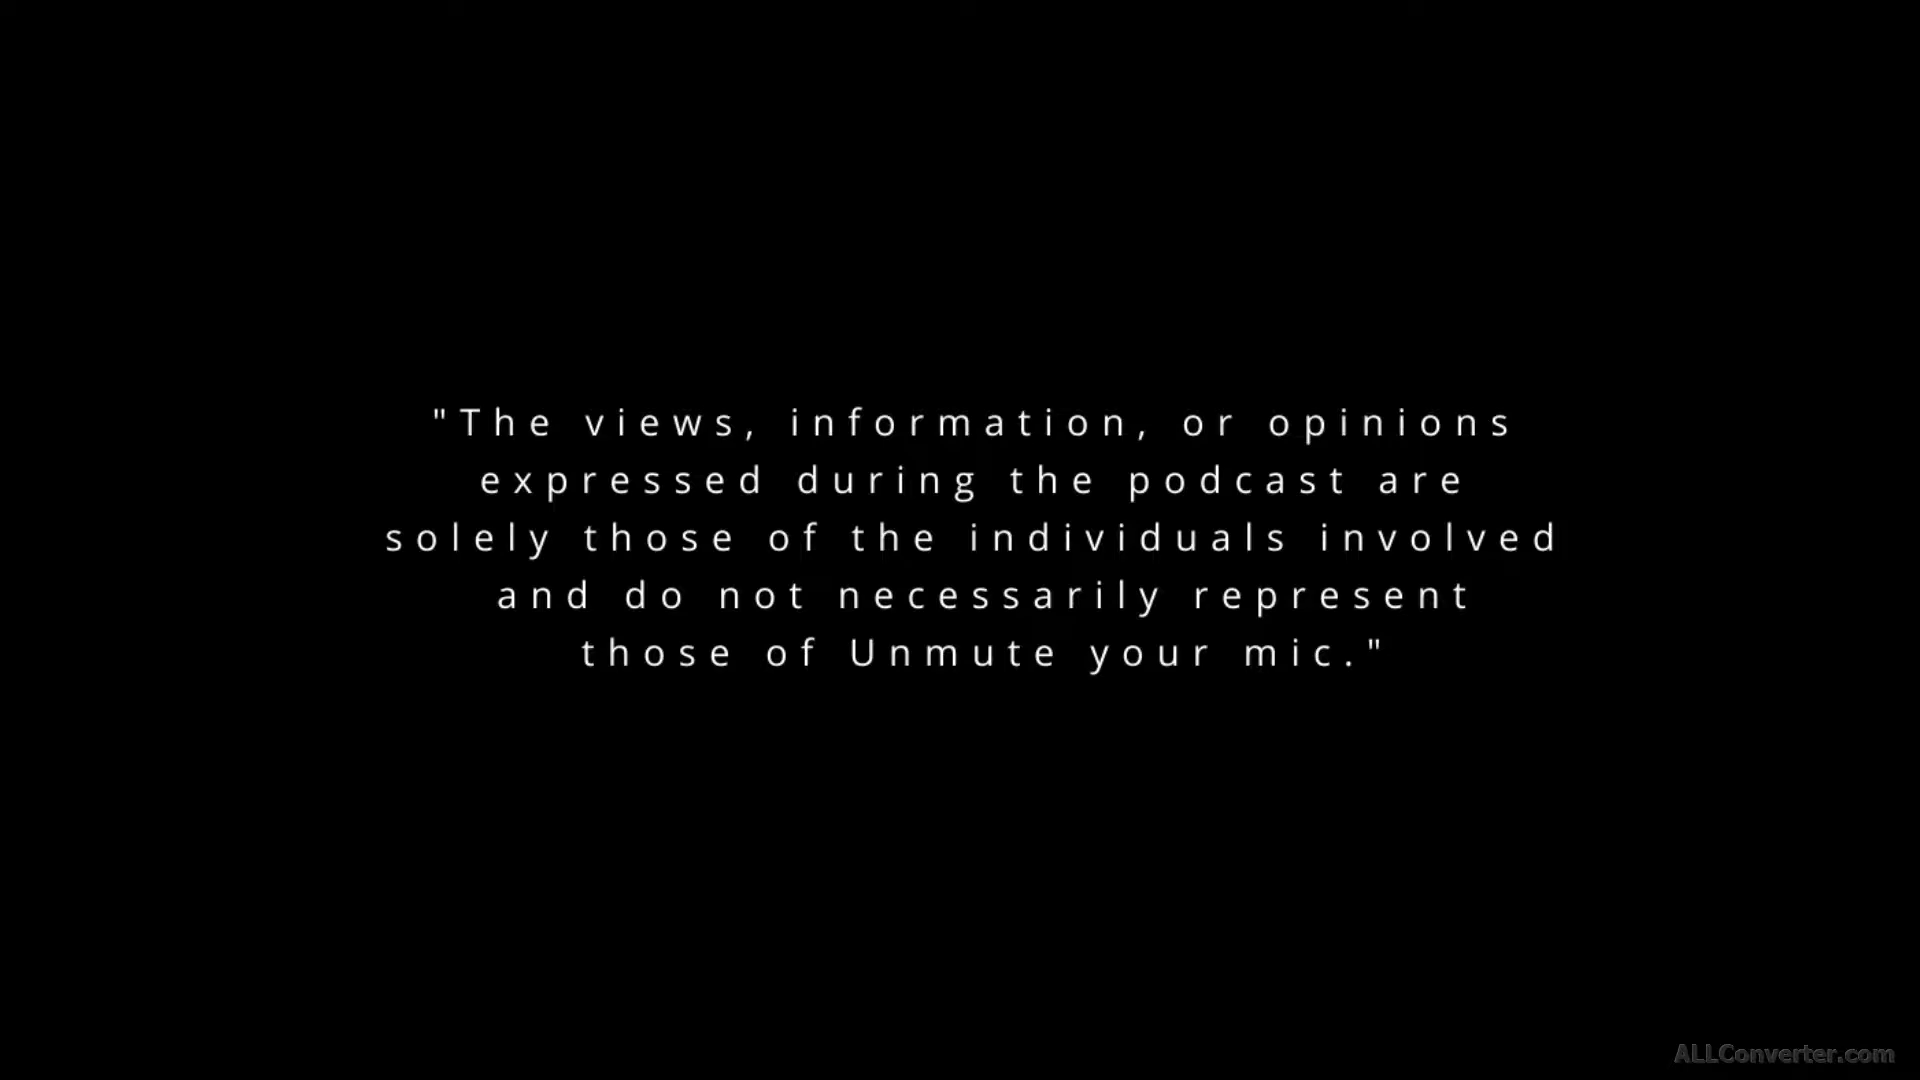 "The views, information, or opinions
expressed during the podcast are
solely those of the individuals involved
and do not necessarily represent
those of Unmute your mic."
ALLConverter.com